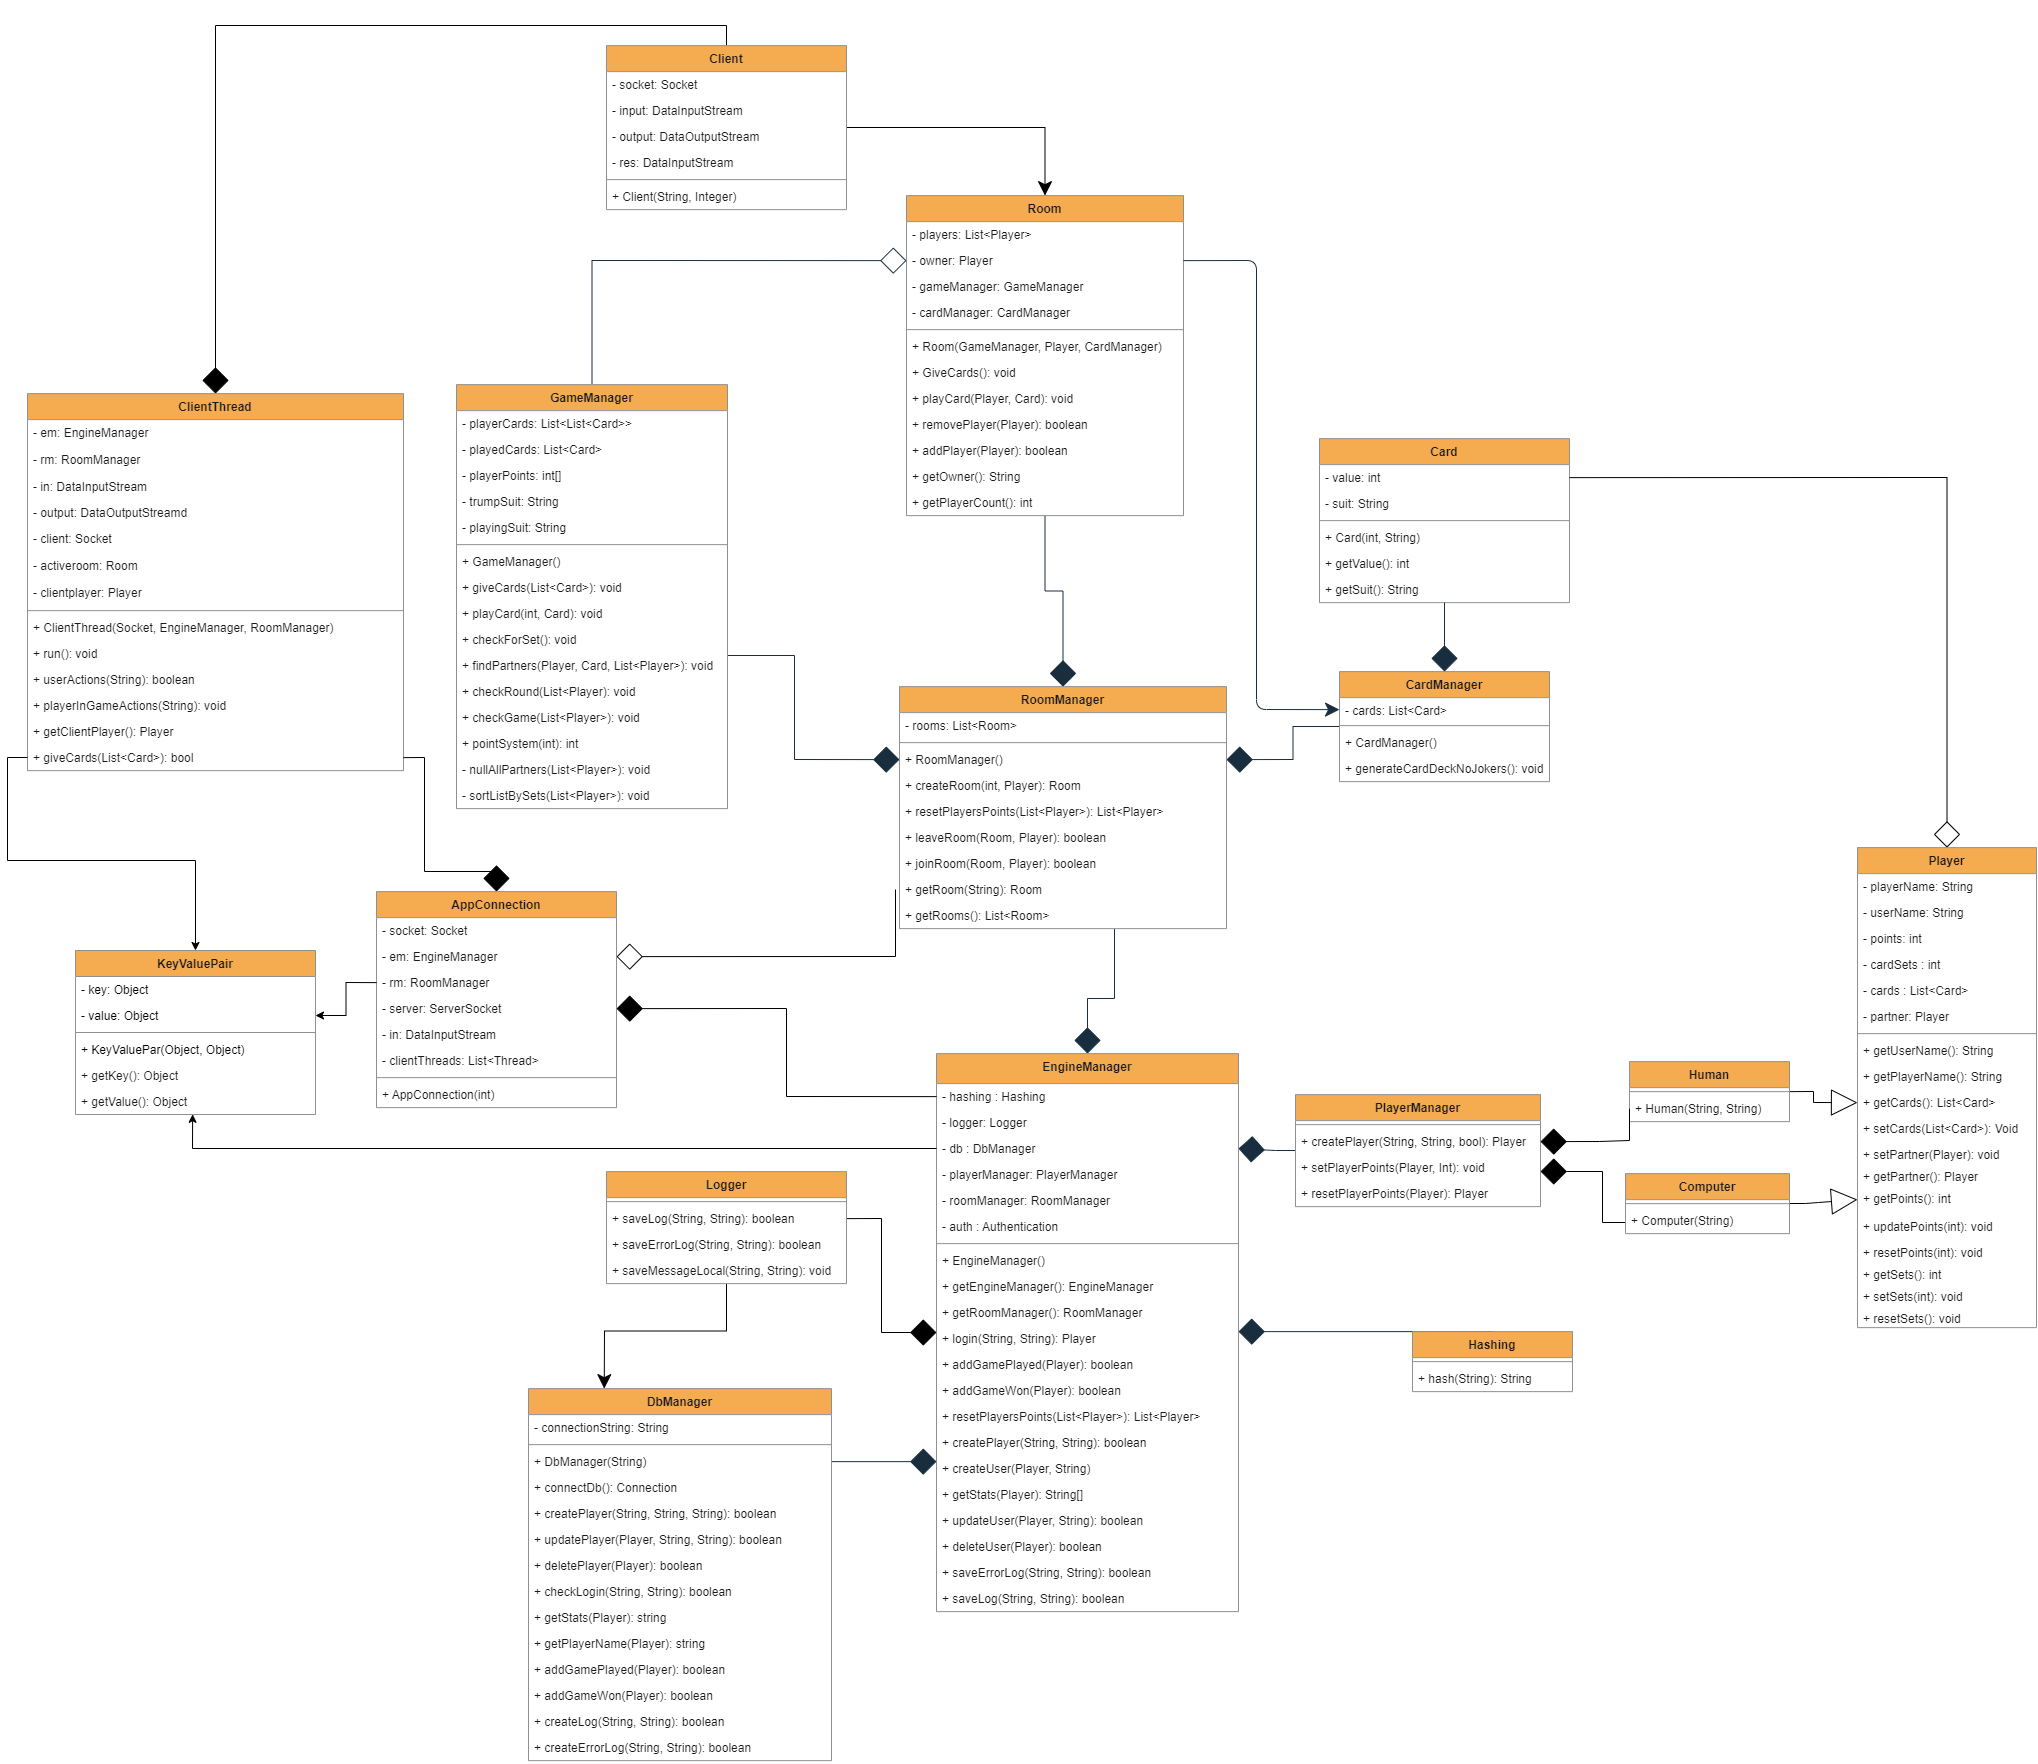 Client
- socket: Socket
- input: DataInputStream
- output: DataOutputStream
- res: DataInputStream
+ Client(String, Integer)
Room
- players: List<Player>
- owner: Player
- gameManager: GameManager
- cardManager: CardManager
+ Room(GameManager, Player, CardManager)
+ GiveCards(): void
+ playCard(Player, Card): void
+ removePlayer(Player): boolean
+ addPlayer(Player): boolean
+ getOwner(): String
+ getPlayerCount(): int
ClientThread
- em: EngineManager
- rm: RoomManager
- in: DataInputStream
- output: DataOutputStreamd
- client: Socket
- activeroom: Room
- clientplayer: Player
+ ClientThread(Socket, EngineManager, RoomManager)
+ run(): void
+ userActions(String): boolean
+ playerInGameActions(String): void
+ getClientPlayer(): Player
+ giveCards(List<Card>): bool
GameManager
- playerCards: List<List<Card>>
- playedCards: List<Card>
- playerPoints: int[]
- trumpSuit: String
- playingSuit: String
+ GameManager()
+ giveCards(List<Card>): void
+ playCard(int, Card): void
+ checkForSet(): void
+ findPartners(Player, Card, List<Player>): void
+ checkRound(List<Player): void
+ checkGame(List<Player>): void
+ pointSystem(int): int
- nullAllPartners(List<Player>): void
- sortListBySets(List<Player>): void
Card
- value: int
- suit: String
+ Card(int, String)
+ getValue(): int
+ getSuit(): String
CardManager
- cards: List<Card>
+ CardManager()
+ generateCardDeckNoJokers(): void
RoomManager
- rooms: List<Room>
+ RoomManager()
+ createRoom(int, Player): Room
+ resetPlayersPoints(List<Player>): List<Player>
+ leaveRoom(Room, Player): boolean
+ joinRoom(Room, Player): boolean
+ getRoom(String): Room
+ getRooms(): List<Room>
Player
- playerName: String
- userName: String
- points: int
- cardSets : int
- cards : List<Card>
- partner: Player
+ getUserName(): String
+ getPlayerName(): String
+ getCards(): List<Card>
+ setCards(List<Card>): Void
+ setPartner(Player): void
+ getPartner(): Player
+ getPoints(): int
+ updatePoints(int): void
+ resetPoints(int): void
+ getSets(): int
+ setSets(int): void
+ resetSets(): void
AppConnection
- socket: Socket
- em: EngineManager
- rm: RoomManager
- server: ServerSocket
- in: DataInputStream
- clientThreads: List<Thread>
+ AppConnection(int)
KeyValuePair
- key: Object
- value: Object
+ KeyValuePar(Object, Object)
+ getKey(): Object
+ getValue(): Object
EngineManager
- hashing : Hashing
- logger: Logger
- db : DbManager
- playerManager: PlayerManager
- roomManager: RoomManager
- auth : Authentication
+ EngineManager()
+ getEngineManager(): EngineManager
+ getRoomManager(): RoomManager
+ login(String, String): Player
+ addGamePlayed(Player): boolean
+ addGameWon(Player): boolean
+ resetPlayersPoints(List<Player>): List<Player>
+ createPlayer(String, String): boolean
+ createUser(Player, String)
+ getStats(Player): String[]
+ updateUser(Player, String): boolean
+ deleteUser(Player): boolean
+ saveErrorLog(String, String): boolean
+ saveLog(String, String): boolean
PlayerManager
+ createPlayer(String, String, bool): Player
+ setPlayerPoints(Player, Int): void
+ resetPlayerPoints(Player): Player
Human
+ Human(String, String)
Computer
+ Computer(String)
Logger
+ saveLog(String, String): boolean
+ saveErrorLog(String, String): boolean
+ saveMessageLocal(String, String): void
Hashing
+ hash(String): String
DbManager
- connectionString: String
+ DbManager(String)
+ connectDb(): Connection
+ createPlayer(String, String, String): boolean
+ updatePlayer(Player, String, String): boolean
+ deletePlayer(Player): boolean
+ checkLogin(String, String): boolean
+ getStats(Player): string
+ getPlayerName(Player): string
+ addGamePlayed(Player): boolean
+ addGameWon(Player): boolean
+ createLog(String, String): boolean
+ createErrorLog(String, String): boolean